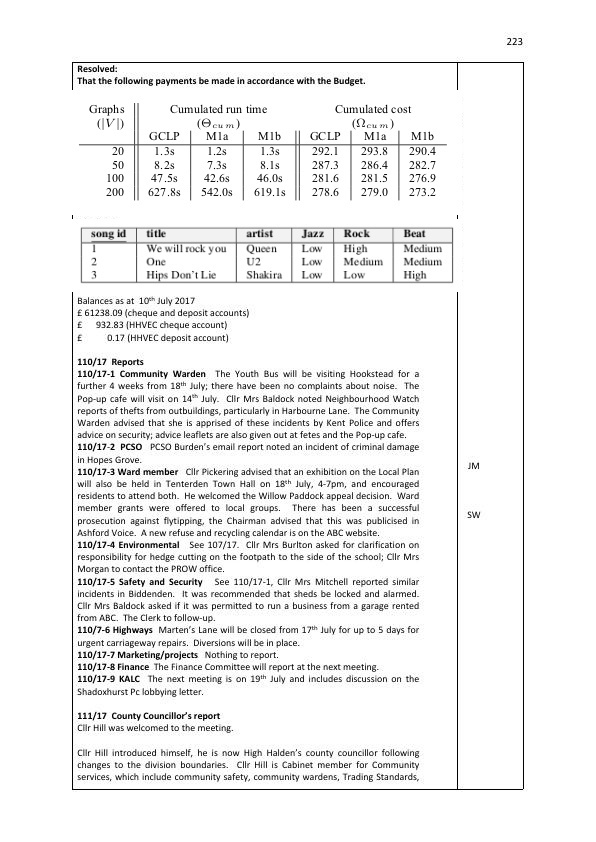 223
Resolved:
That the following payments be made in accordance with the Budget.
Graphs Cumulated run time Cumulated cost
(|V|) (Θcum) (Ωcum)
GCLP M1a M1b GCLP M1a M1b
20 1.3s 1.2s 1.3s 292.1 293.8 290.4
50 8.2s 7.3s 8.1s 287.3 286.4 282.7
100 47.5s 42.6s 46.0s 281.6 281.5 276.9
200 627.8s 542.0s 619.1s 278.6 279.0 273.2
song id title artist Jazz Rock Beat
1 We will rock you Queen Low High Medium
2 One U2 Low Medium Medium
3 Hips Don't Lie Shakira Low Low High
Balances as at 10th July 2017
£ 61238.09 (cheque and deposit accounts)
£ 932.83 (HHVEC cheque account)
£ 0.17 (HHVEC deposit account)
110/17 Reports
110/17-1 Community Warden The Youth Bus will be visiting Hookstead for a
further 4 weeks from 18th July; there have been no complaints about noise. The
Pop-up cafe will visit on 14th July. Cllr Mrs Baldock noted Neighbourhood Watch
reports of thefts from outbuildings, particularly in Harbourne Lane. The Community
Warden advised that she is apprised of these incidents by Kent Police and offers
advice on security; advice leaflets are also given out at fetes and the Pop-up cafe.
110/17-2 PCSO PCSO Burden's email report noted an incident of criminal damage
in Hopes Grove.
110/17-3 Ward member Cllr Pickering advised that an exhibition on the Local Plan
will also be held in Tenterden Town Hall on 18th July, 4-7pm, and encouraged
residents to attend both. He welcomed the Willow Paddock appeal decision. Ward
member grants were offered to local groups. There has been a successful
prosecution against flytipping, the Chairman advised that this was publicised in
Ashford Voice. A new refuse and recycling calendar is on the ABC website.
110/17-4 Environmental See 107/17. Cllr Mrs Burlton asked for clarification on
responsibility for hedge cutting on the footpath to the side of the school; Cllr Mrs
Morgan to contact the PROW office.
110/17-5 Safety and Security See 110/17-1, Cllr Mrs Mitchell reported similar
incidents in Biddenden. It was recommended that sheds be locked and alarmed.
Cllr Mrs Baldock asked if it was permitted to run a business from a garage rented
from ABC. The Clerk to follow-up.
110/7-6 Highways Marten's Lane will be closed from 17th July for up to 5 days for
urgent carriageway repairs. Diversions will be in place.
110/17-7 Marketing/projects Nothing to report.
110/17-8 Finance The Finance Committee will report at the next meeting.
110/17-9 KALC The next meeting is on 19th July and includes discussion on the
Shadoxhurst Pc lobbying letter.
111/17 County Councillor's report
Cllr Hill was welcomed to the meeting.
Cllr Hill introduced himself, he is now High Halden's county councillor following
changes to the division boundaries. Cllr Hill is Cabinet member for Community
services, which include community safety, community wardens, Trading Standards,
JM
SW